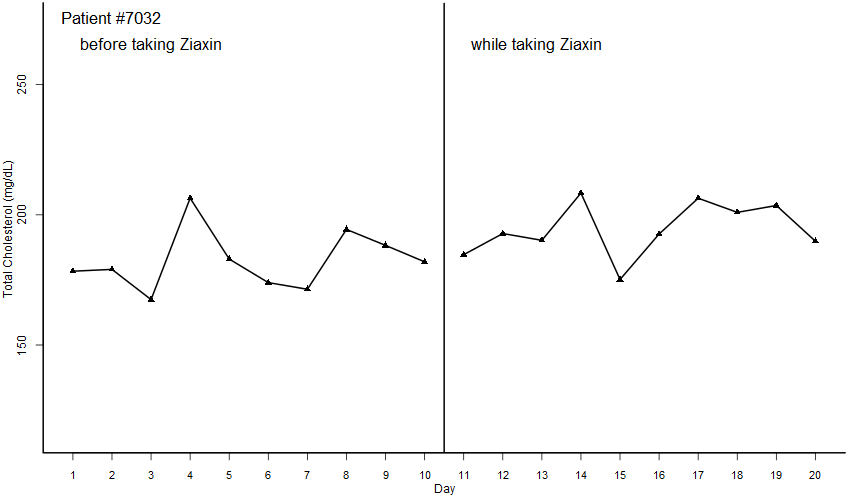 Patient #7032
before taking Ziaxin
while taking Ziaxin
Total Cholesterol (mg/dL)
250
200
150
1 2 3 4 5 6 7 8 9 10 11 12 13 14 15 16 17 18 19 20
Day